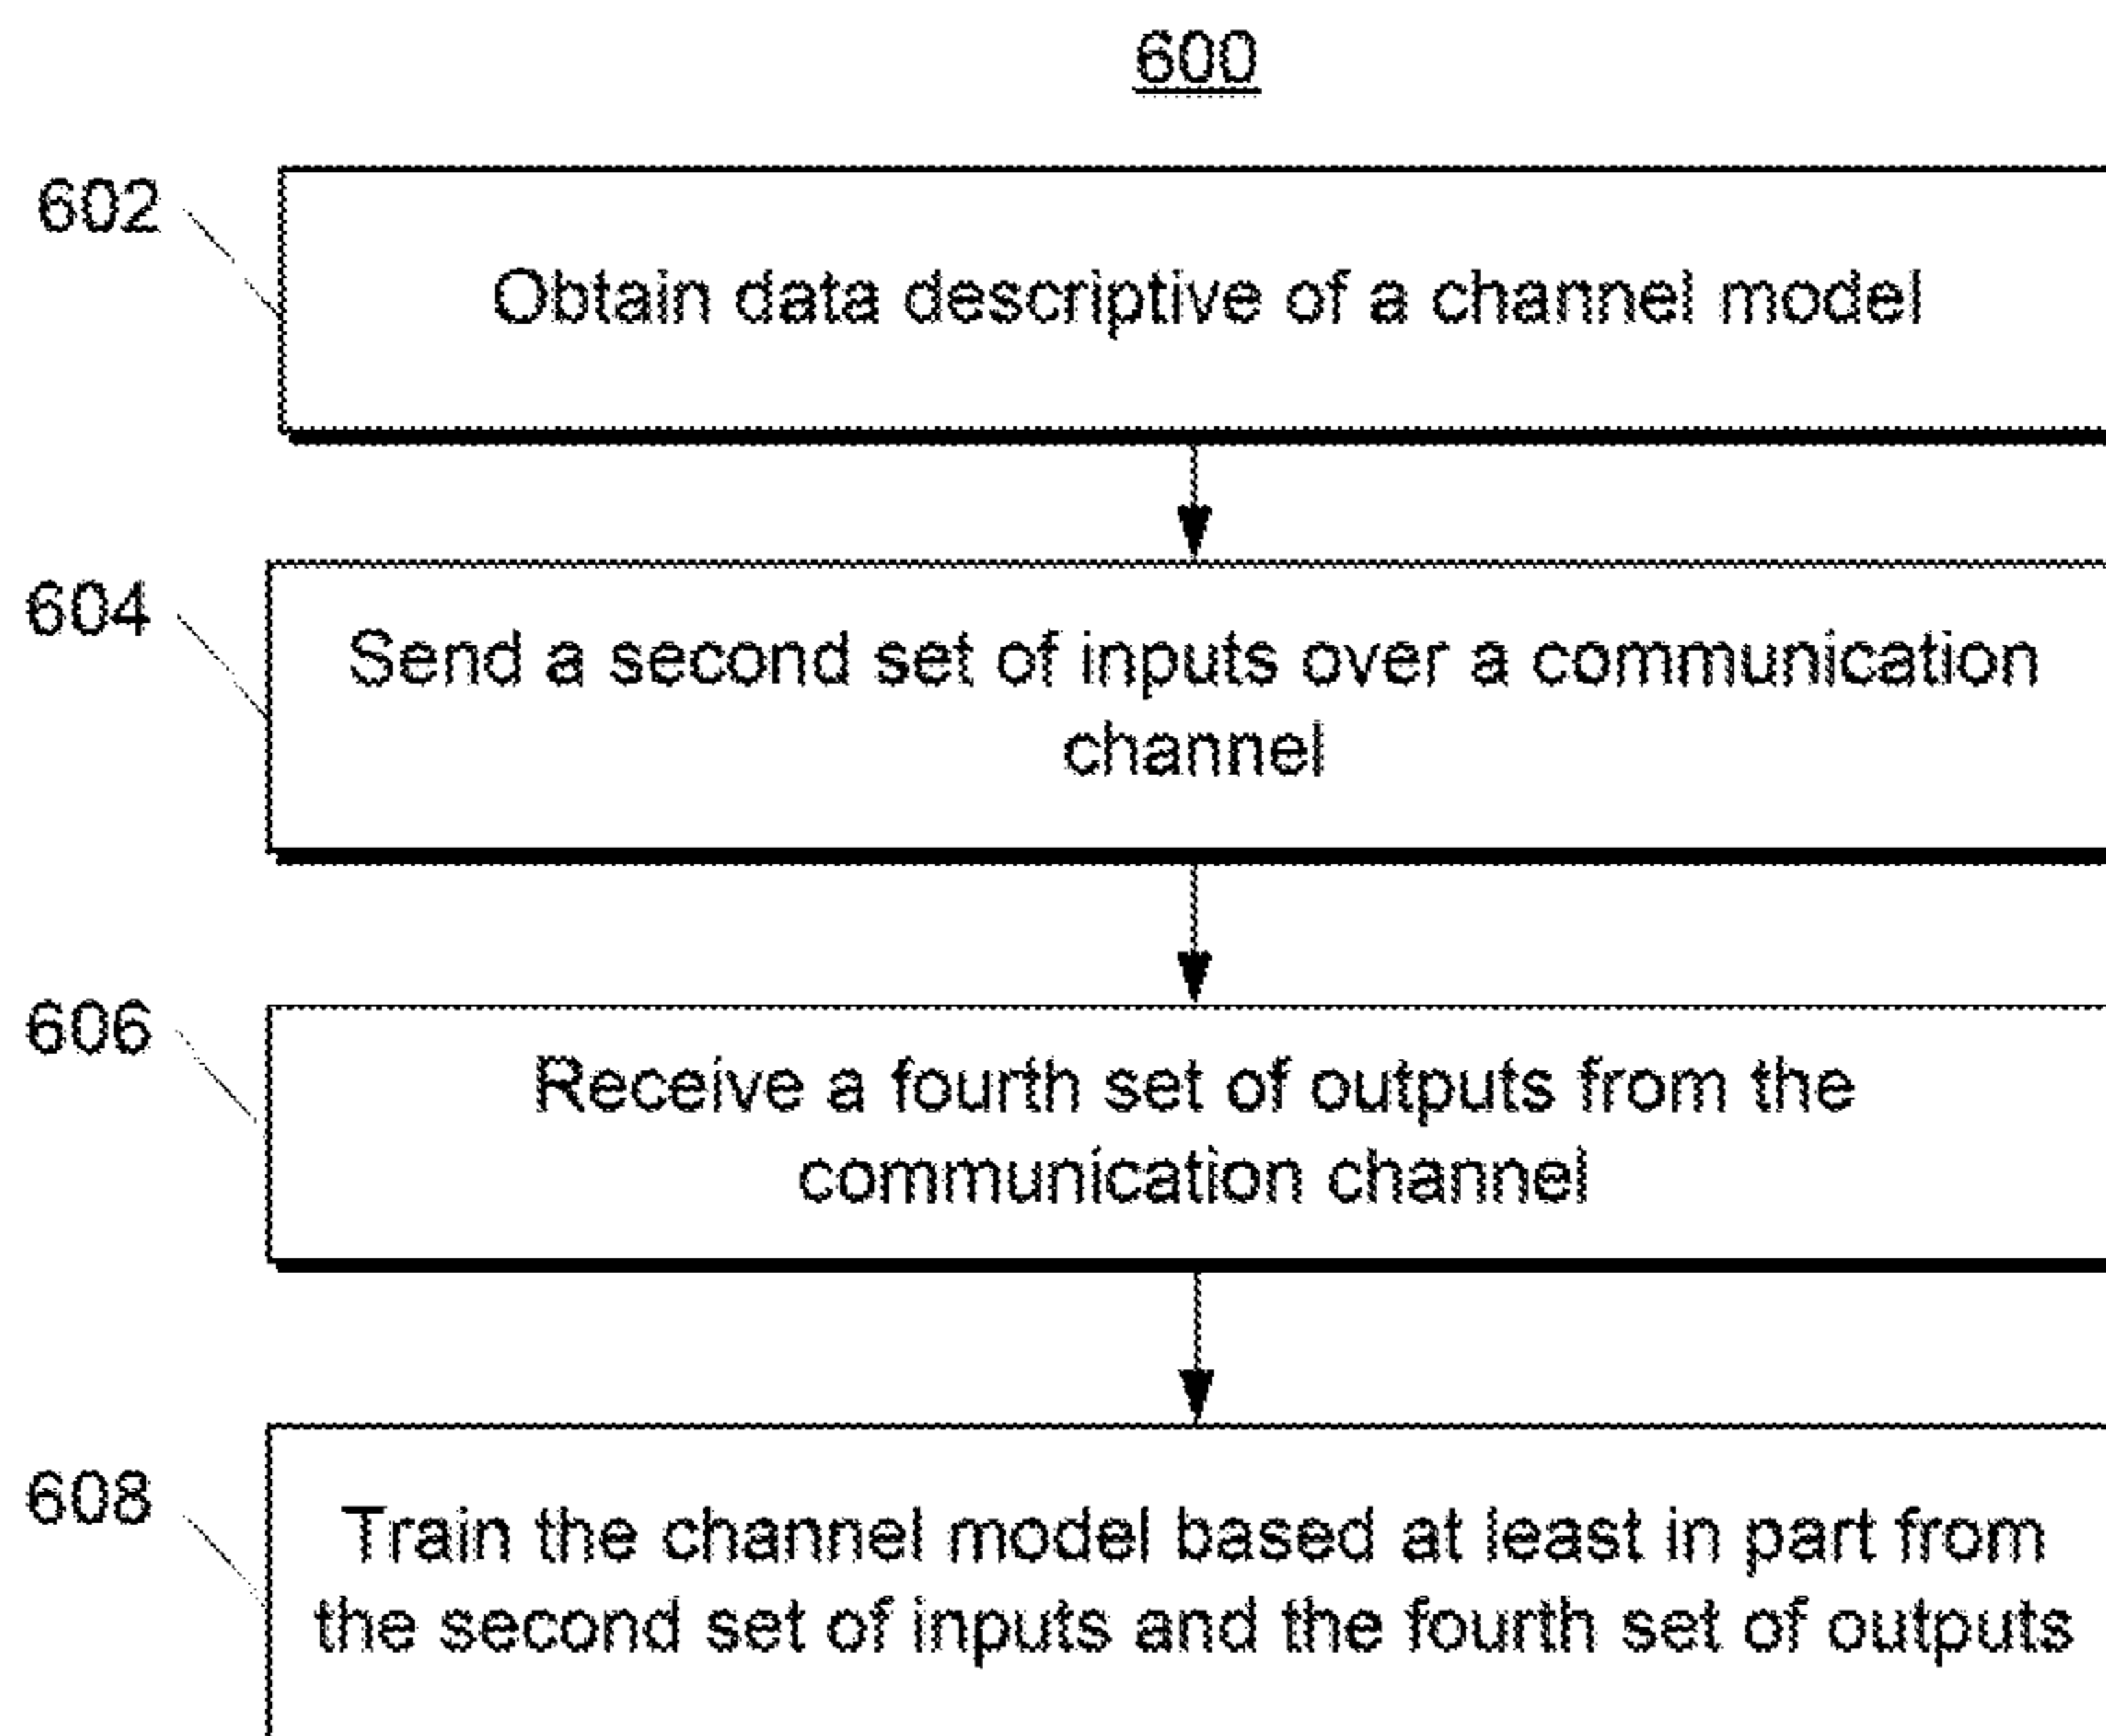 600
602
Obtain data descriptive of a channel model
604
Send a second set of inputs over a communication
channel
606
Receive a fourth set of outputs from the
communication channel
608
Train the channel model based at least in part from
the second set of inputs and the fourth set of outputs